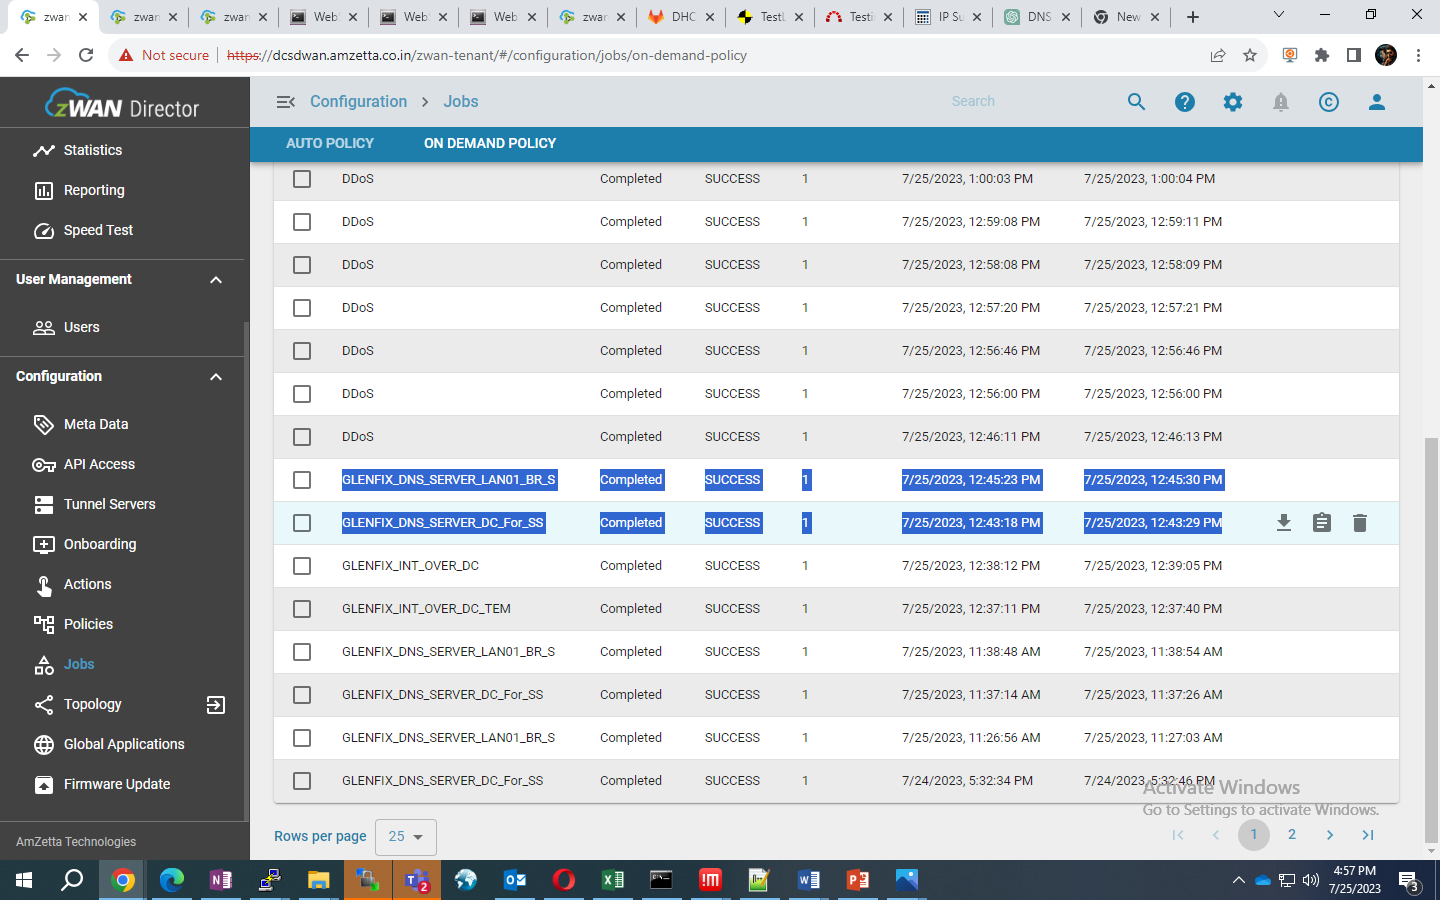 zwan
zwan
zwan
WebS
WebS
Web
zwan
DHC
TestL
Testi
IP Su
DNS
New
Not secure
https://dcsdwan.amzetta.co.in/zwan-tenant/#/configuration/jobs/on-demand-policy
zWAN Director
Configuration > Jobs
Search
AUTO POLICY
ON DEMAND POLICY
Statistics
Reporting
Speed Test
User Management
Users
Configuration
Meta Data
API Access
Tunnel Servers
Onboarding
Actions
Policies
Jobs
Topology
Global Applications
Firmware Update
AmZetta Technologies
DDoS Completed SUCCESS 1 7/25/2023, 1:00:03 PM 7/25/2023, 1:00:04 PM
DDoS Completed SUCCESS 1 7/25/2023, 12:59:08 PM 7/25/2023, 12:59:11 PM
DDoS Completed SUCCESS 1 7/25/2023, 12:58:08 PM 7/25/2023, 12:58:09 PM
DDoS Completed SUCCESS 1 7/25/2023, 12:57:20 PM 7/25/2023, 12:57:21 PM
DDoS Completed SUCCESS 1 7/25/2023, 12:56:46 PM 7/25/2023, 12:56:46 PM
DDoS Completed SUCCESS 1 7/25/2023, 12:56:00 PM 7/25/2023, 12:56:00 PM
DDoS Completed SUCCESS 1 7/25/2023, 12:46:11 PM 7/25/2023, 12:46:13 PM
GLENFIX_DNS_SERVER_LAN01_BR_S Completed SUCCESS 1 7/25/2023, 12:45:23 PM 7/25/2023, 12:45:30 PM
GLENFIX_DNS_SERVER_DC_For_SS Completed SUCCESS 1 7/25/2023, 12:43:18 PM 7/25/2023, 12:43:29 PM
GLENFIX_INT_OVER_DC Completed SUCCESS 1 7/25/2023, 12:38:12 PM 7/25/2023, 12:39:05 PM
GLENFIX_INT_OVER_DC_TEM Completed SUCCESS 1 7/25/2023, 12:37:11 PM 7/25/2023, 12:37:40 PM
GLENFIX_DNS_SERVER_LAN01_BR_S Completed SUCCESS 1 7/25/2023, 11:38:48 AM 7/25/2023, 11:38:54 AM
GLENFIX_DNS_SERVER_DC_For_SS Completed SUCCESS 1 7/25/2023, 11:37:14 AM 7/25/2023, 11:37:26 AM
GLENFIX_DNS_SERVER_LAN01_BR_S Completed SUCCESS 1 7/25/2023, 11:26:56 AM 7/25/2023, 11:27:03 AM
GLENFIX_DNS_SERVER_DC_For_SS Completed SUCCESS 1 7/24/2023, 5:32:34 PM 7/24/2023, 5:32:46 PM
Activate Windows
Go to Settings to activate Windows.
Rows per page 25
1 2
4:57 PM
7/25/2023
2
3